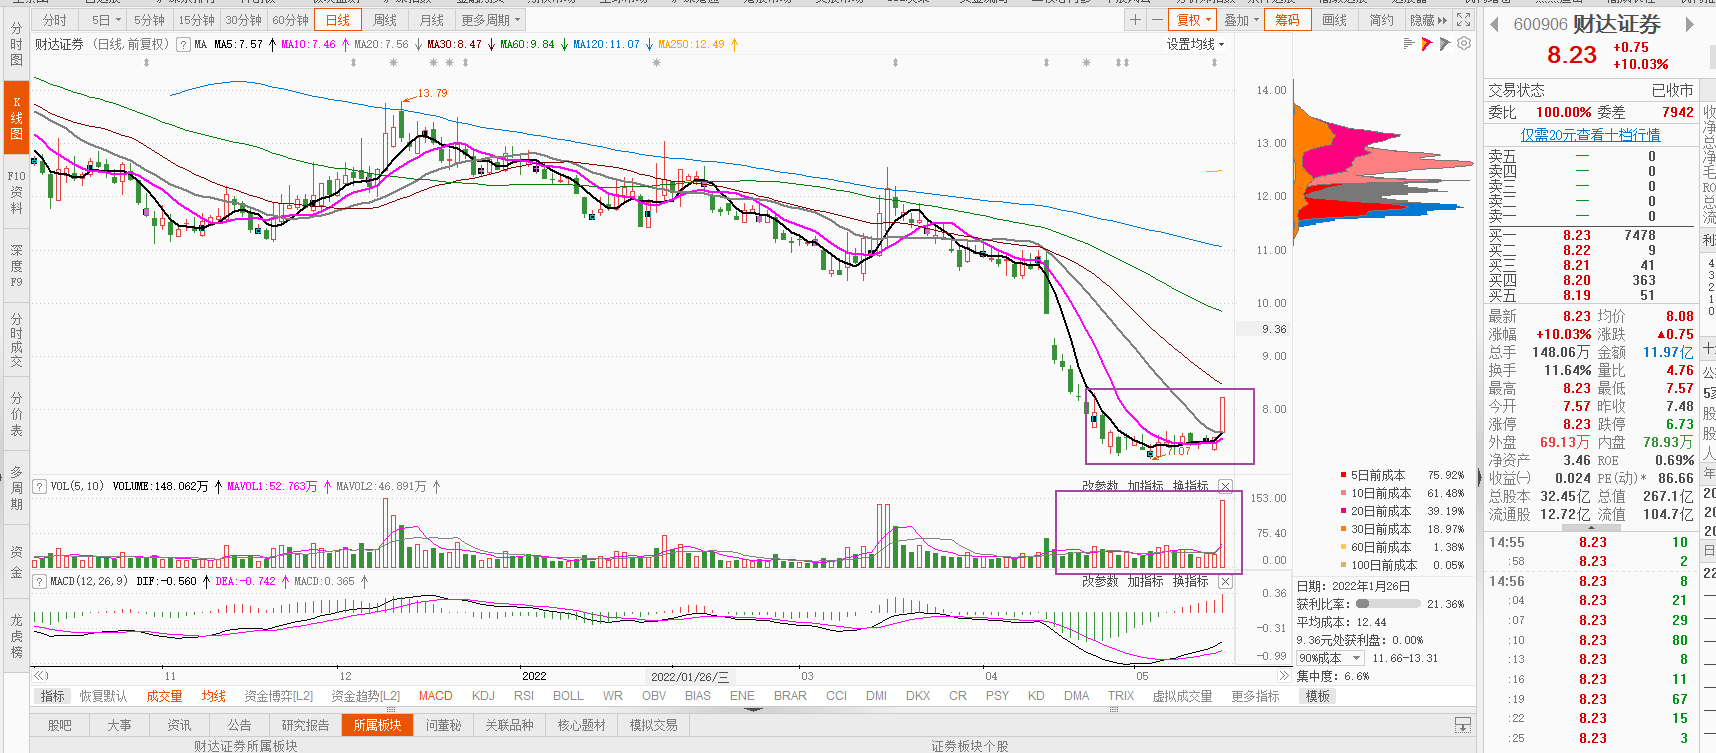 分时 5日 5分钟 15分钟 30分钟 60分钟 日线 周线 月线 更多周期
＋ － 复权 叠加 筹码 画线 简约 隐藏
财达证券 (日线,前复权) ? MA MA5:7.57 MA10:7.46 MA20:7.56 MA30:8.47 MA60:9.84 MA120:11.07 MA250:12.49 设置均线
分时图
K线图
F10资料
深度F9
分时成交
分价表
多周期
资金
龙虎榜
13.79
7.07
14.00
13.00
12.00
11.00
10.00
9.36
9.00
8.00
? VOL(5,10) VOLUME:148.062万 MAVOL1:52.763万 MAVOL2:46.891万 改参数 加指标 换指标
153.00
75.40
0.00
? MACD(12,26,9) DIF:-0.560 DEA:-0.742 MACD:0.365 改参数 加指标 换指标
0.36
-0.31
-0.99
11 12 2022 2022/01/26/三 03 04 05
指标 恢复默认 成交量 均线 资金博弈[L2] 资金趋势[L2] MACD KDJ RSI BOLL WR OBV BIAS ENE BRAR CCI DMI DKX CR PSY KD DMA TRIX 虚拟成交量 更多指标 模板
股吧 大事 资讯 公告 研究报告 所属板块 问董秘 关联品种 核心题材 模拟交易
财达证券所属板块 证券板块个股
5日前成本 75.92%
10日前成本 61.48%
20日前成本 39.19%
30日前成本 18.97%
60日前成本 1.38%
100日前成本 0.05%
日期: 2022年1月26日
获利比率: 21.36%
平均成本: 12.44
9.36元处获利盘: 0.00%
90%成本 11.66-13.31
集中度: 6.6%
600906 财达证券
8.23 +0.75
+10.03%
交易状态 已收市
委比 100.00% 委差 7942
仅需20元查看十档行情
卖五 — 0
卖四 — 0
卖三 — 0
卖二 — 0
卖一 — 0
买一 8.23 7478
买二 8.22 9
买三 8.21 41
买四 8.20 363
买五 8.19 51
最新 8.23 均价 8.08
涨幅 +10.03% 涨跌 ▲0.75
总手 148.06万 金额 11.97亿
换手 11.64% 量比 4.76
最高 8.23 最低 7.57
今开 7.57 昨收 7.48
涨停 8.23 跌停 6.73
外盘 69.13万 内盘 78.93万
净资产 3.46 ROE 0.69%
收益(一) 0.024 PE(动)* 86.66
总股本 32.45亿 总值 267.1亿
流通股 12.72亿 流值 104.7亿
14:55 8.23 10
:58 8.23 2
14:56 8.23 8
:04 8.23 21
:07 8.23 29
:10 8.23 80
:13 8.23 8
:16 8.23 11
:19 8.23 67
:22 8.23 15
:25 8.23 3